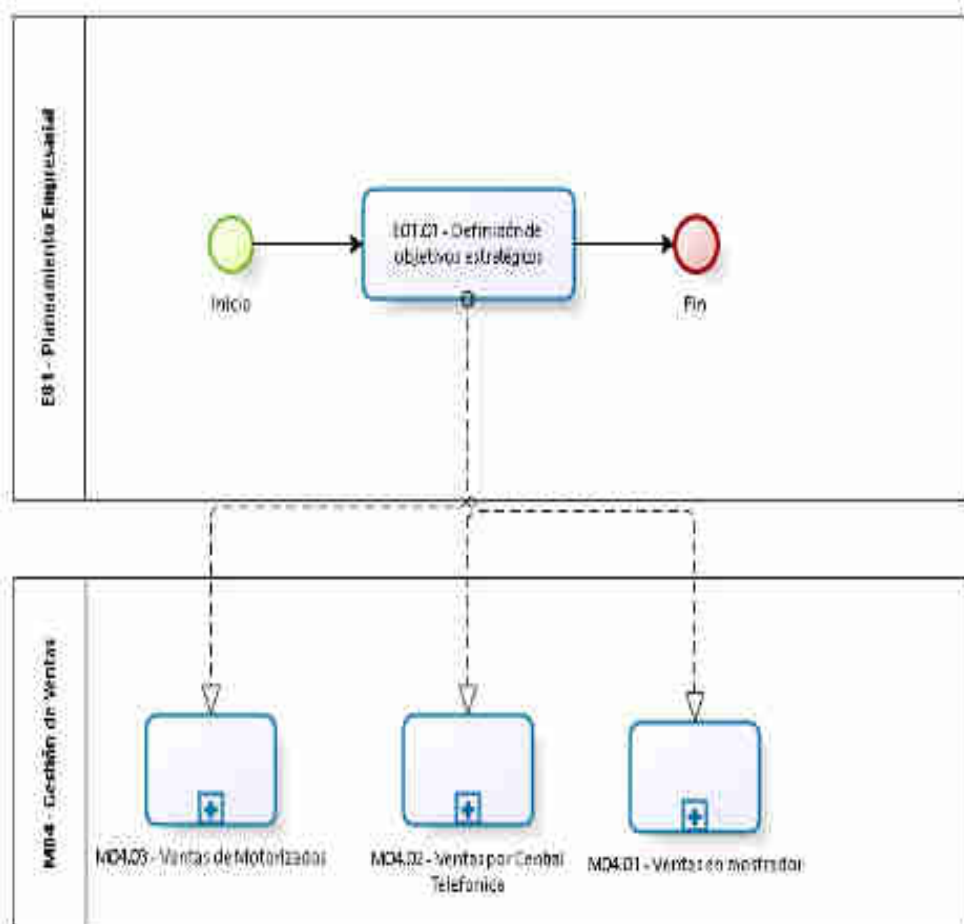 E01 - Planeamiento Empresarial
E01.01 - Definición de
objetivos estratégicos
Inicio
Fin
M04 - Gestión de Ventas
M04.03 - Ventas de Motorizados
M04.02 - Ventas por Central
Telefonica
M04.01 - Ventas en mostrador